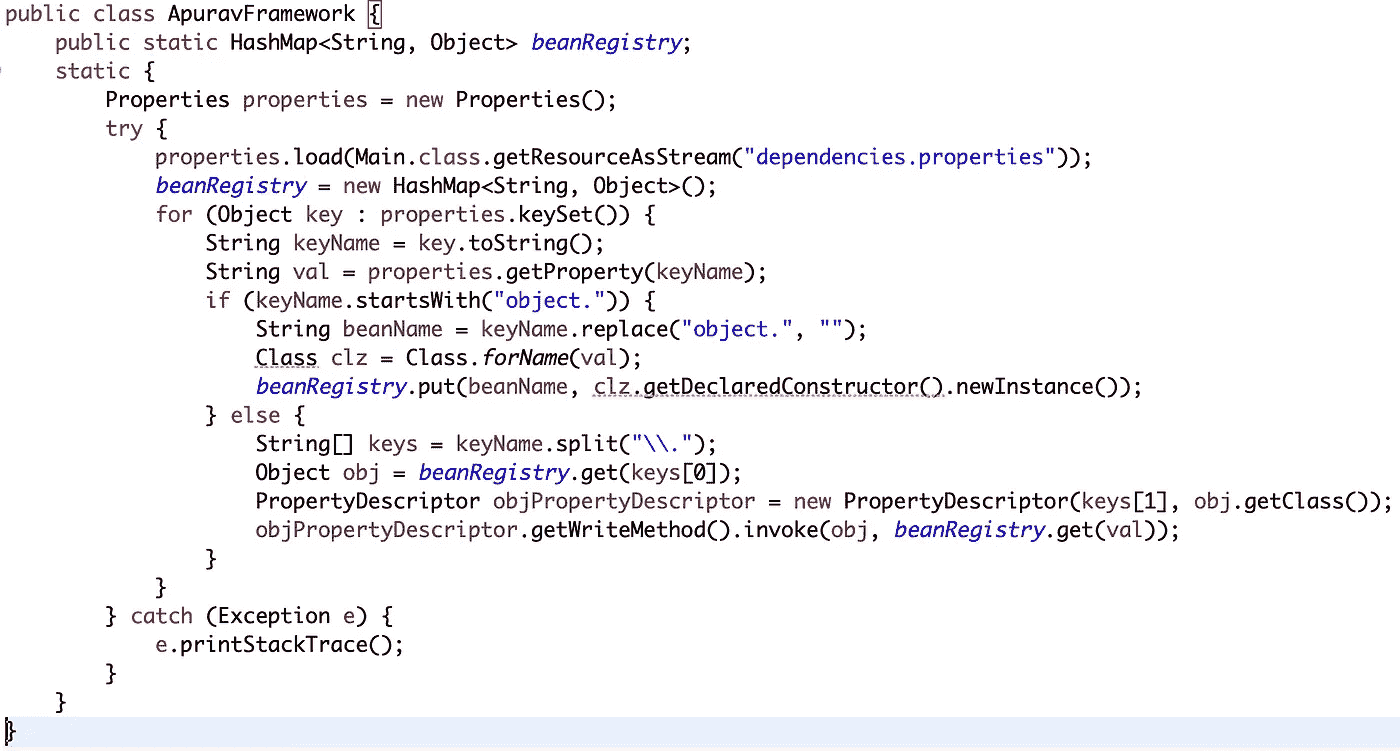 public class ApuravFramework {
    public static HashMap<String, Object> beanRegistry;
    static {
        Properties properties = new Properties();
        try {
            properties.load(Main.class.getResourceAsStream("dependencies.properties"));
            beanRegistry = new HashMap<String, Object>();
            for (Object key : properties.keySet()) {
                String keyName = key.toString();
                String val = properties.getProperty(keyName);
                if (keyName.startsWith("object.")) {
                    String beanName = keyName.replace("object.", "");
                    Class clz = Class.forName(val);
                    beanRegistry.put(beanName, clz.getDeclaredConstructor().newInstance());
                } else {
                    String[] keys = keyName.split("\\.");
                    Object obj = beanRegistry.get(keys[0]);
                    PropertyDescriptor objPropertyDescriptor = new PropertyDescriptor(keys[1], obj.getClass());
                    objPropertyDescriptor.getWriteMethod().invoke(obj, beanRegistry.get(val));
                }
            }
        } catch (Exception e) {
            e.printStackTrace();
        }
    }
}